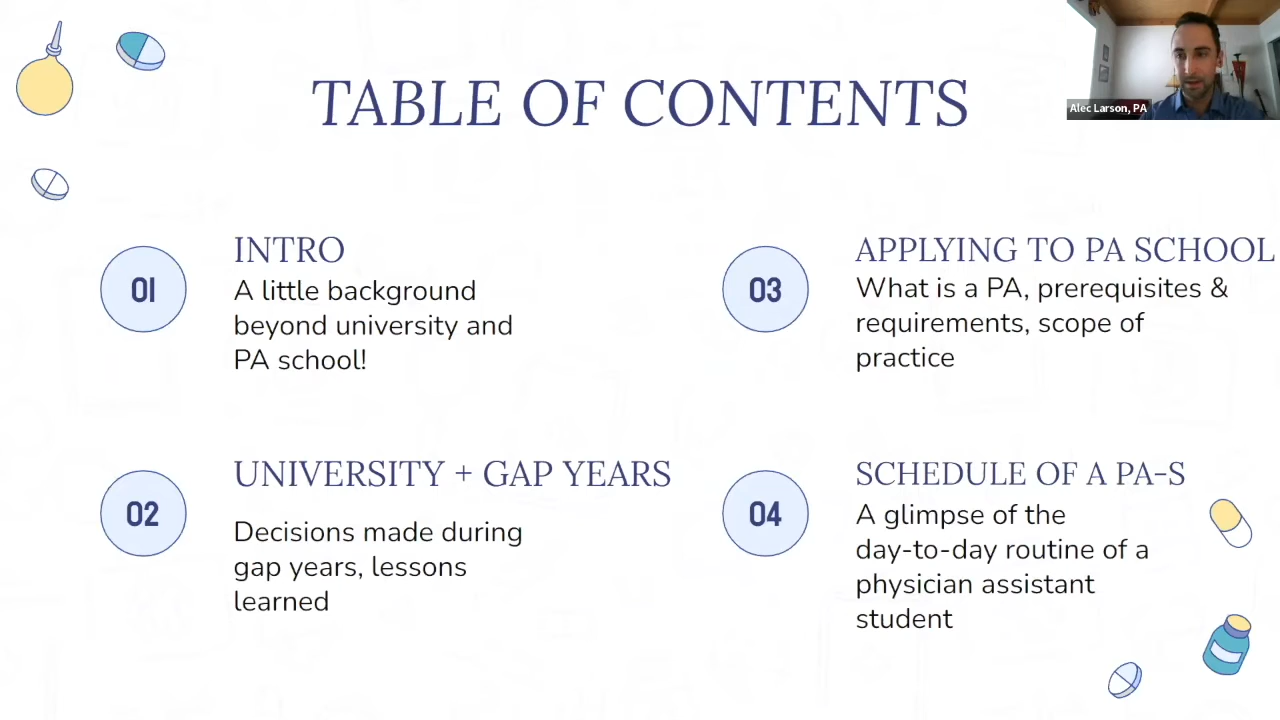 TABLE OF CONTENTS
Alec Larson, PA
01
INTRO
A little background
beyond university and
PA school!
02
UNIVERSITY + GAP YEARS
Decisions made during
gap years, lessons
learned
03
APPLYING TO PA SCHOOL
What is a PA, prerequisites &
requirements, scope of
practice
04
SCHEDULE OF A PA-S
A glimpse of the
day-to-day routine of a
physician assistant
student